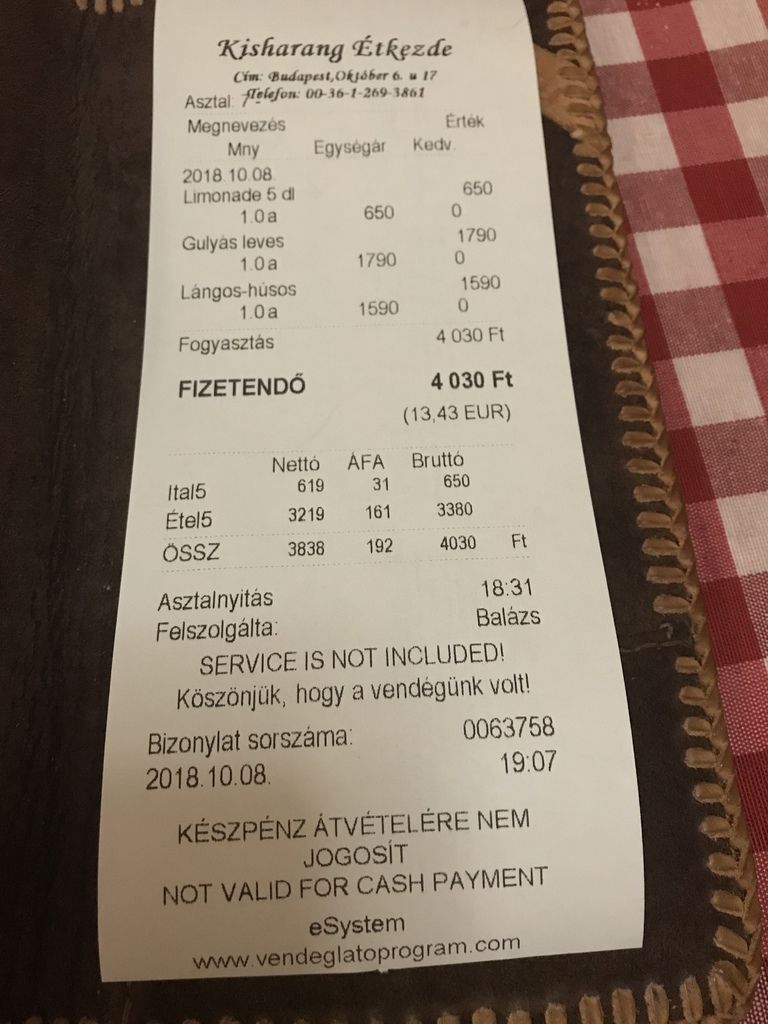 Kisharang Étkezde
Cím: Budapest,Október 6. u 17
Telefon: 00-36-1-269-3861
Asztal: 7
Megnevezés Érték
Mny Egységár Kedv.
2018.10.08.
Limonade 5 dl 650
1.0 a 650 0
Gulyás leves 1790
1.0 a 1790 0
Lángos-húsos 1590
1.0 a 1590 0
Fogyasztás 4 030 Ft
FIZETENDŐ 4 030 Ft
(13,43 EUR)
Nettó ÁFA Bruttó
Ital5 619 31 650
Étel5 3219 161 3380
ÖSSZ 3838 192 4030 Ft
Asztalnyitás 18:31
Felszolgálta: Balázs
SERVICE IS NOT INCLUDED!
Köszönjük, hogy a vendégünk volt!
Bizonylat sorszáma: 0063758
2018.10.08. 19:07
KÉSZPÉNZ ÁTVÉTELÉRE NEM
JOGOSÍT
NOT VALID FOR CASH PAYMENT
eSystem
www.vendeglatoprogram.com